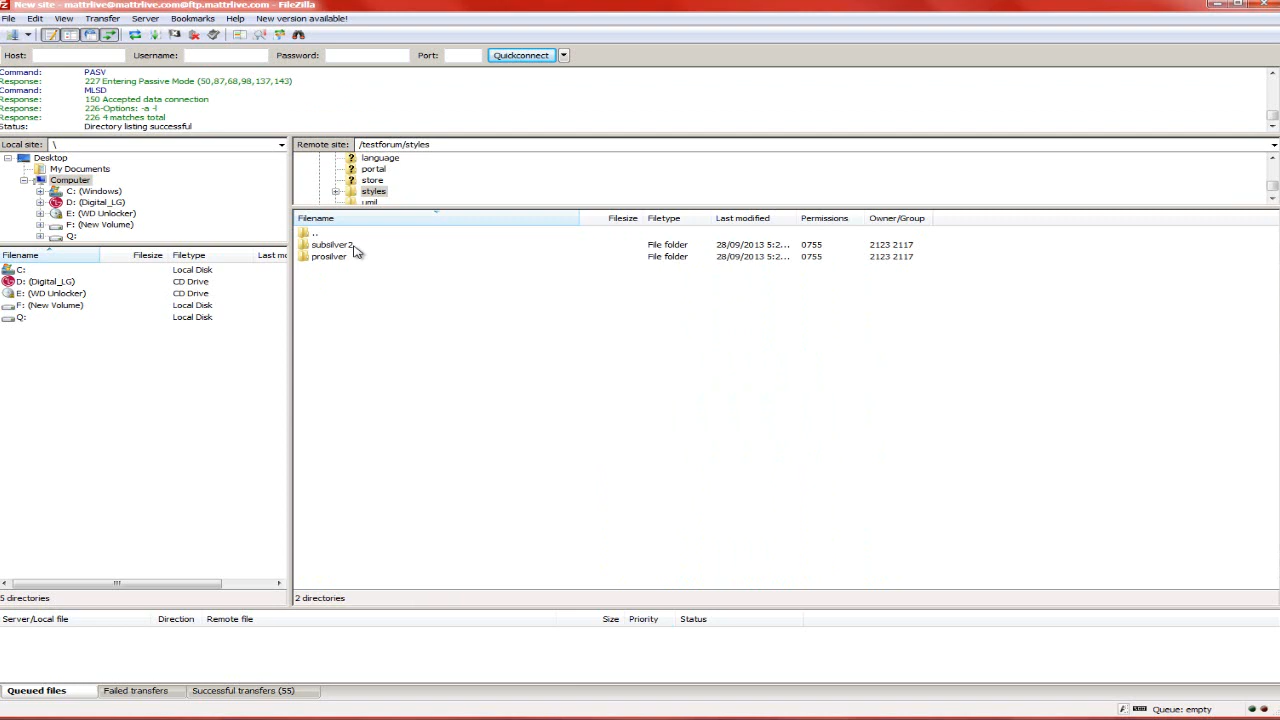 New site - mattrlive@mattrlive.com@ftp.mattrlive.com - FileZilla
File Edit View Transfer Server Bookmarks Help New version available!
Host: Username: Password: Port: Quickconnect
Command: PASV
Response: 227 Entering Passive Mode (50,87,68,98,137,143)
Command: MLSD
Response: 150 Accepted data connection
Response: 226-Options: -a -l
Response: 226 4 matches total
Status: Directory listing successful
Local site: \
Remote site: /testforum/styles
Desktop
My Documents
Computer
C: (Windows)
D: (Digital_LG)
E: (WD Unlocker)
F: (New Volume)
Q:
? language
? portal
? store
styles
umil
Filename Filesize Filetype Last mo
C: Local Disk
D: (Digital_LG) CD Drive
E: (WD Unlocker) CD Drive
F: (New Volume) Local Disk
Q: Local Disk
5 directories
Filename Filesize Filetype Last modified Permissions Owner/Group
..
subsilver2 File folder 28/09/2013 5:2... 0755 2123 2117
prosilver File folder 28/09/2013 5:2... 0755 2123 2117
2 directories
Server/Local file Direction Remote file Size Priority Status
Queued files Failed transfers Successful transfers (55)
Queue: empty